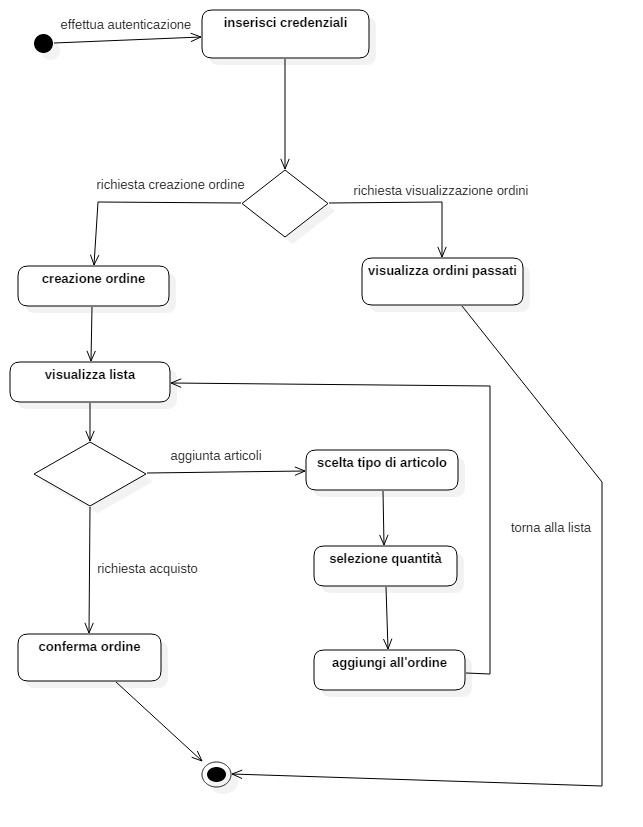 effettua autenticazione
inserisci credenziali
richiesta creazione ordine
richiesta visualizzazione ordini
creazione ordine
visualizza ordini passati
visualizza lista
aggiunta articoli
scelta tipo di articolo
torna alla lista
selezione quantità
richiesta acquisto
conferma ordine
aggiungi all'ordine